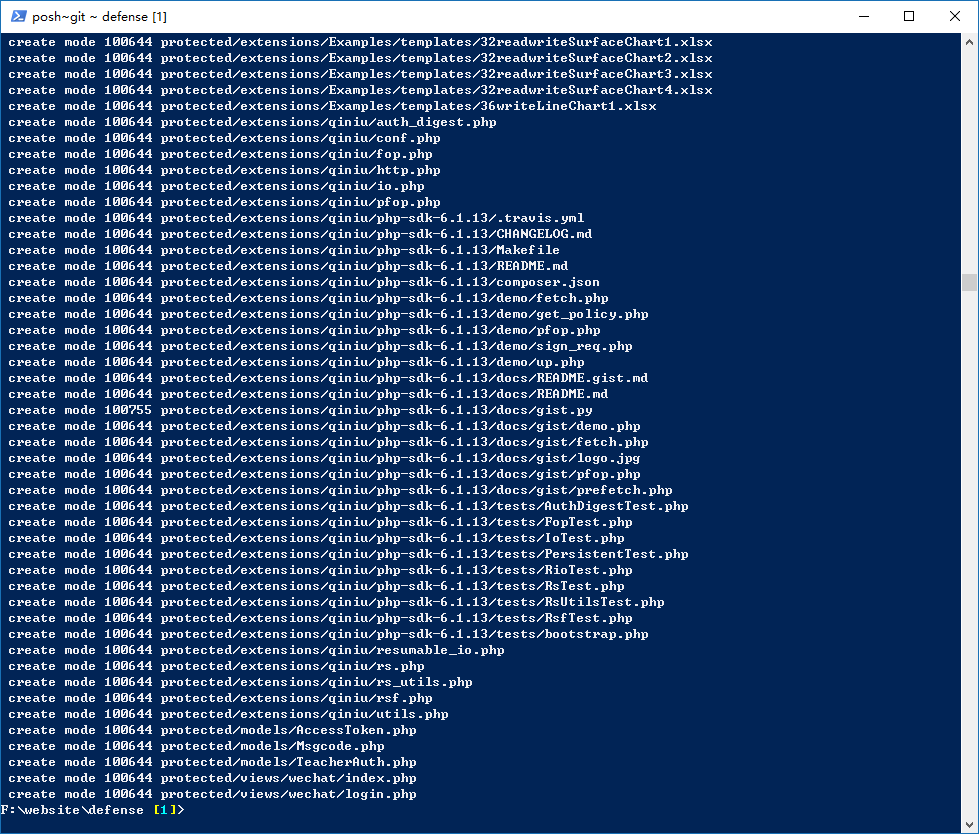 posh~git ~ defense [1]
create mode 100644 protected/extensions/Examples/templates/32readwriteSurfaceChart1.xlsx
create mode 100644 protected/extensions/Examples/templates/32readwriteSurfaceChart2.xlsx
create mode 100644 protected/extensions/Examples/templates/32readwriteSurfaceChart3.xlsx
create mode 100644 protected/extensions/Examples/templates/32readwriteSurfaceChart4.xlsx
create mode 100644 protected/extensions/Examples/templates/36writeLineChart1.xlsx
create mode 100644 protected/extensions/qiniu/auth_digest.php
create mode 100644 protected/extensions/qiniu/conf.php
create mode 100644 protected/extensions/qiniu/fop.php
create mode 100644 protected/extensions/qiniu/http.php
create mode 100644 protected/extensions/qiniu/io.php
create mode 100644 protected/extensions/qiniu/pfop.php
create mode 100644 protected/extensions/qiniu/php-sdk-6.1.13/.travis.yml
create mode 100644 protected/extensions/qiniu/php-sdk-6.1.13/CHANGELOG.md
create mode 100644 protected/extensions/qiniu/php-sdk-6.1.13/Makefile
create mode 100644 protected/extensions/qiniu/php-sdk-6.1.13/README.md
create mode 100644 protected/extensions/qiniu/php-sdk-6.1.13/composer.json
create mode 100644 protected/extensions/qiniu/php-sdk-6.1.13/demo/fetch.php
create mode 100644 protected/extensions/qiniu/php-sdk-6.1.13/demo/get_policy.php
create mode 100644 protected/extensions/qiniu/php-sdk-6.1.13/demo/pfop.php
create mode 100644 protected/extensions/qiniu/php-sdk-6.1.13/demo/sign_req.php
create mode 100644 protected/extensions/qiniu/php-sdk-6.1.13/demo/up.php
create mode 100644 protected/extensions/qiniu/php-sdk-6.1.13/docs/README.gist.md
create mode 100644 protected/extensions/qiniu/php-sdk-6.1.13/docs/README.md
create mode 100755 protected/extensions/qiniu/php-sdk-6.1.13/docs/gist.py
create mode 100644 protected/extensions/qiniu/php-sdk-6.1.13/docs/gist/demo.php
create mode 100644 protected/extensions/qiniu/php-sdk-6.1.13/docs/gist/fetch.php
create mode 100644 protected/extensions/qiniu/php-sdk-6.1.13/docs/gist/logo.jpg
create mode 100644 protected/extensions/qiniu/php-sdk-6.1.13/docs/gist/pfop.php
create mode 100644 protected/extensions/qiniu/php-sdk-6.1.13/docs/gist/prefetch.php
create mode 100644 protected/extensions/qiniu/php-sdk-6.1.13/tests/AuthDigestTest.php
create mode 100644 protected/extensions/qiniu/php-sdk-6.1.13/tests/FopTest.php
create mode 100644 protected/extensions/qiniu/php-sdk-6.1.13/tests/IoTest.php
create mode 100644 protected/extensions/qiniu/php-sdk-6.1.13/tests/PersistentTest.php
create mode 100644 protected/extensions/qiniu/php-sdk-6.1.13/tests/RioTest.php
create mode 100644 protected/extensions/qiniu/php-sdk-6.1.13/tests/RsTest.php
create mode 100644 protected/extensions/qiniu/php-sdk-6.1.13/tests/RsUtilsTest.php
create mode 100644 protected/extensions/qiniu/php-sdk-6.1.13/tests/RsfTest.php
create mode 100644 protected/extensions/qiniu/php-sdk-6.1.13/tests/bootstrap.php
create mode 100644 protected/extensions/qiniu/resumable_io.php
create mode 100644 protected/extensions/qiniu/rs.php
create mode 100644 protected/extensions/qiniu/rs_utils.php
create mode 100644 protected/extensions/qiniu/rsf.php
create mode 100644 protected/extensions/qiniu/utils.php
create mode 100644 protected/models/AccessToken.php
create mode 100644 protected/models/Msgcode.php
create mode 100644 protected/models/TeacherAuth.php
create mode 100644 protected/views/wechat/index.php
create mode 100644 protected/views/wechat/login.php
F:\website\defense [1]>